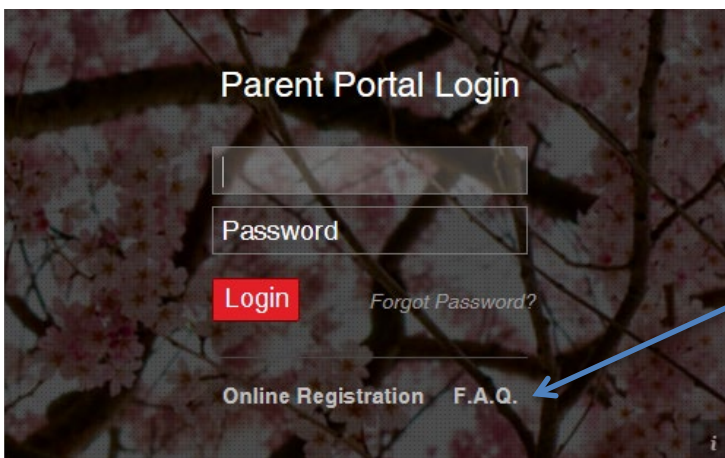 Parent Portal Login
Password
Login Forgot Password?
Online Registration F.A.Q.
i